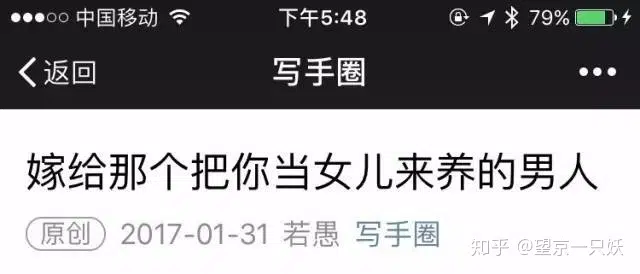 中国移动 下午5:48 79%
返回 写手圈
嫁给那个把你当女儿来养的男人
原创 2017-01-31 若愚 写手圈
知乎 @望京一只妖